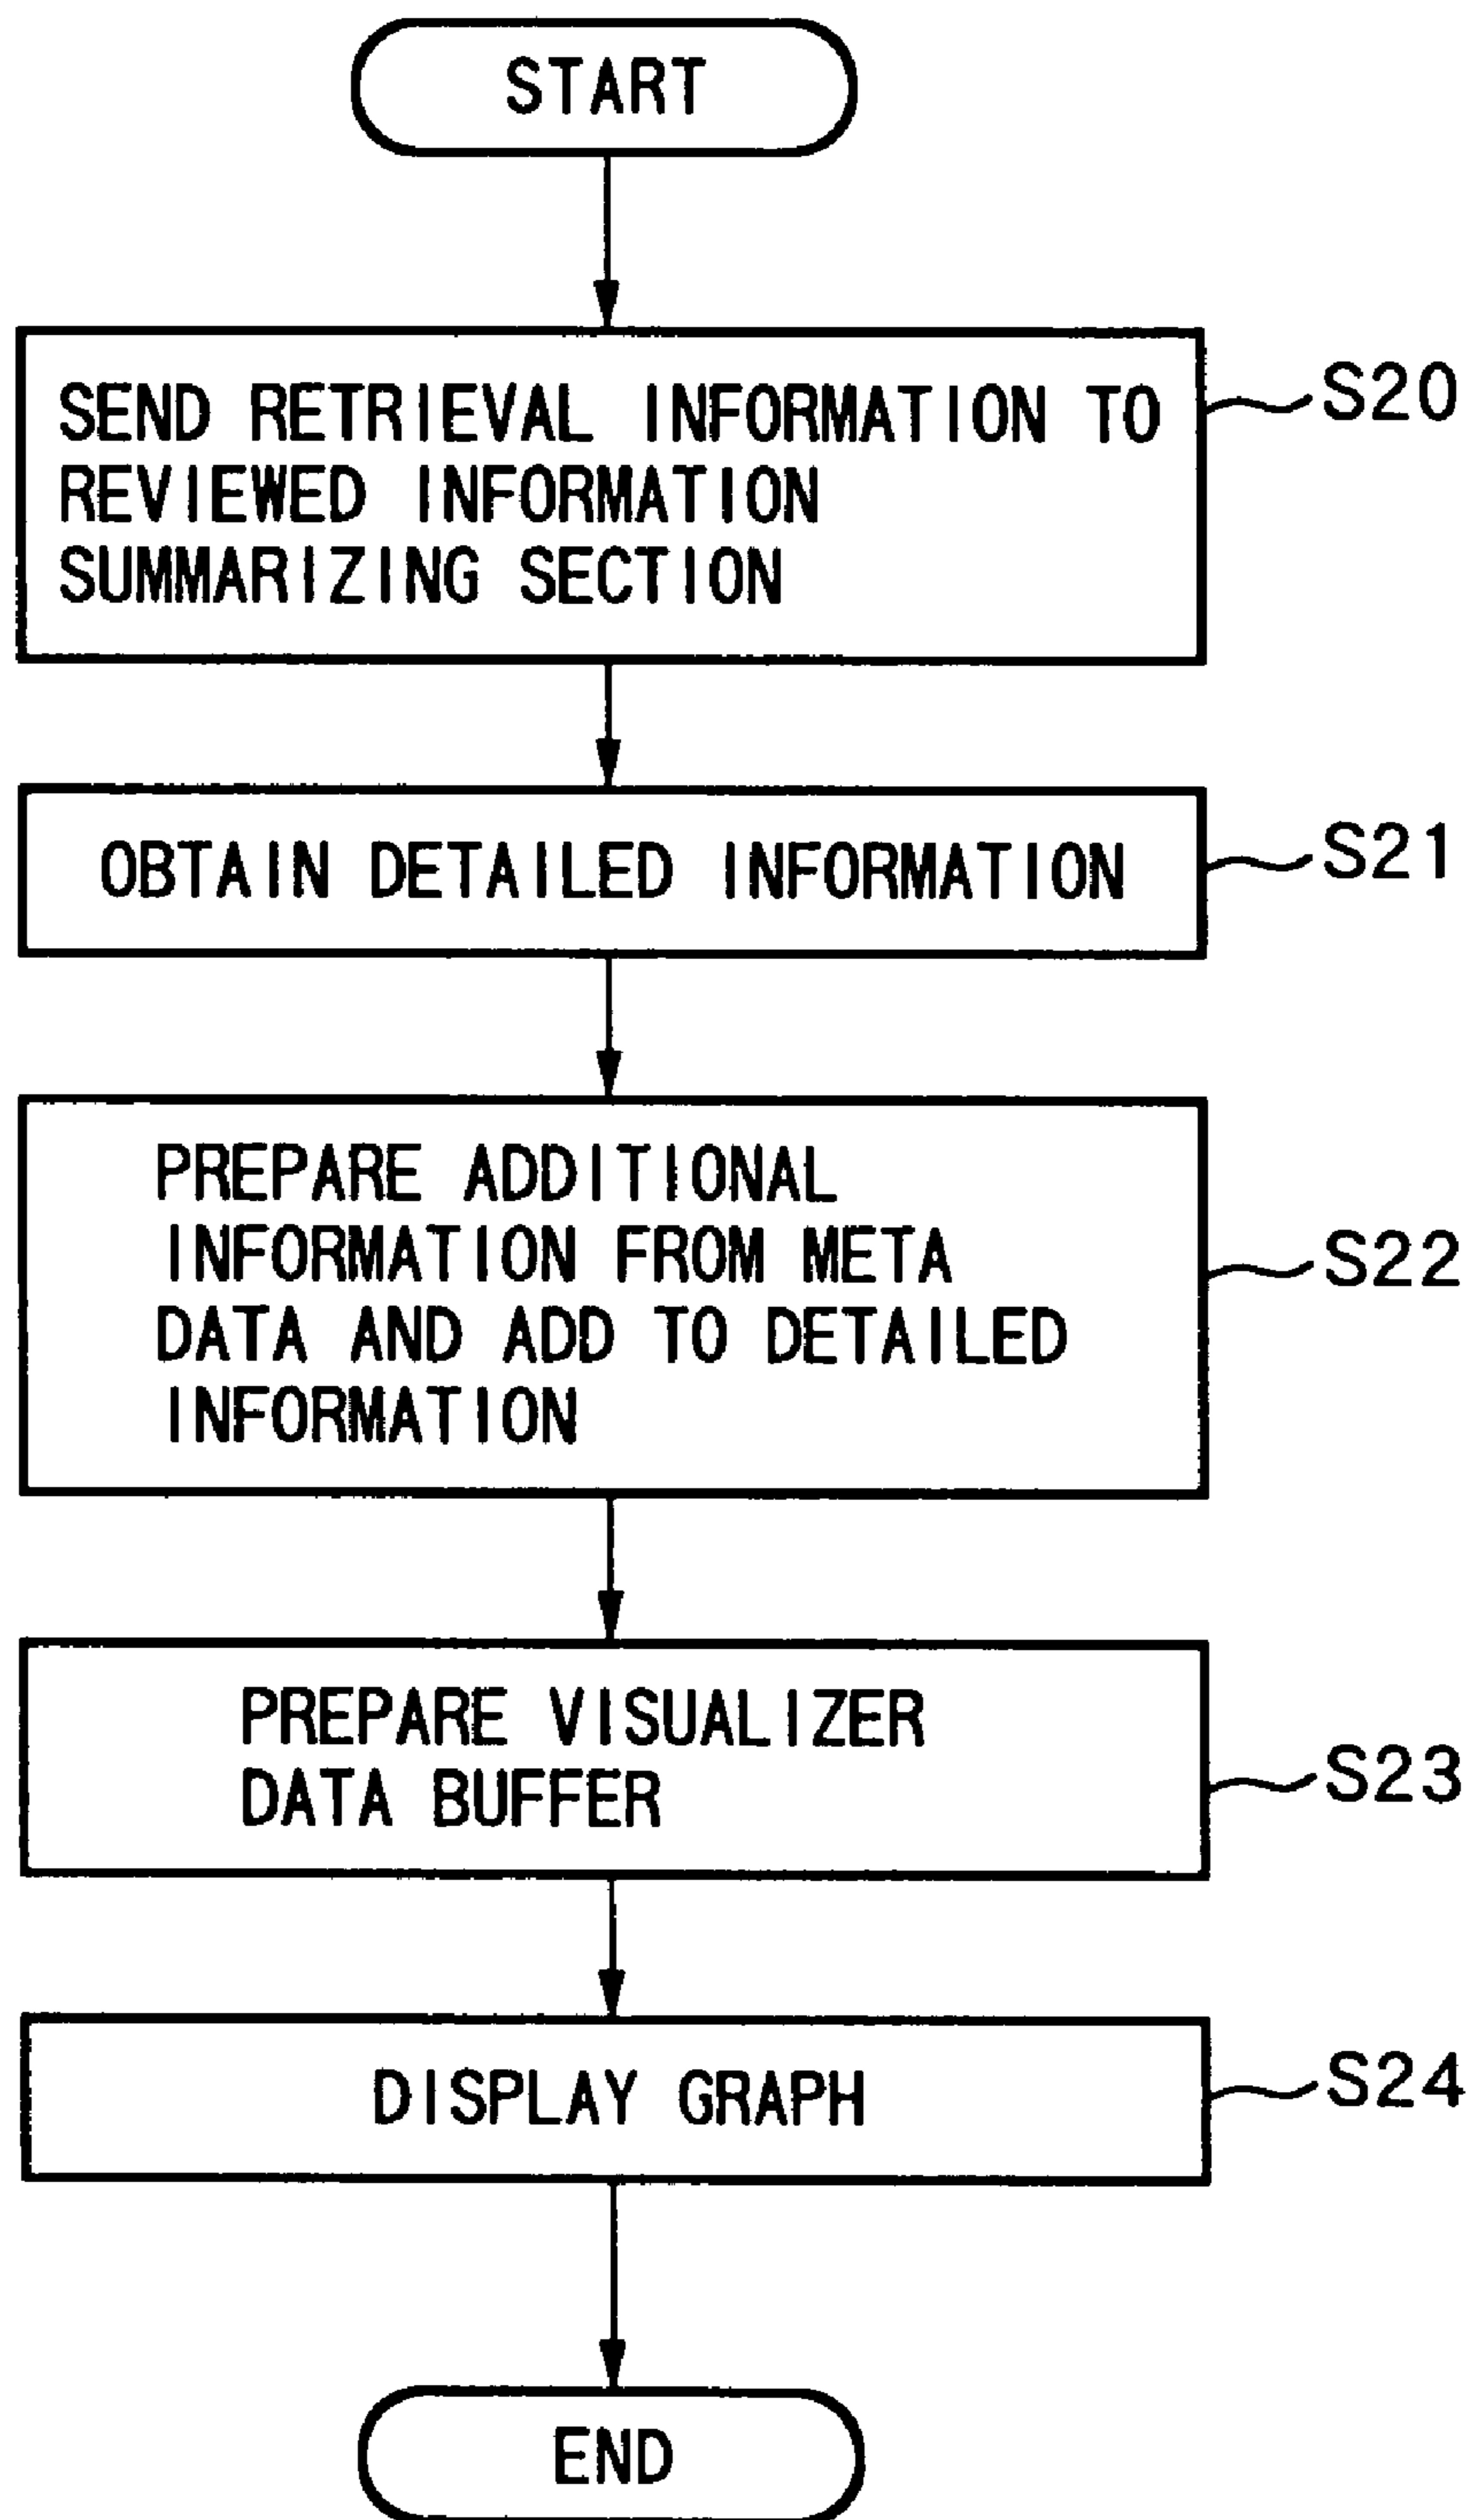 START
SEND RETRIEVAL INFORMATION TO
REVIEWED INFORMATION
SUMMARIZING SECTION
S20
OBTAIN DETAILED INFORMATION
S21
PREPARE ADDITIONAL
INFORMATION FROM META
DATA AND ADD TO DETAILED
INFORMATION
S22
PREPARE VISUALIZER
DATA BUFFER
S23
DISPLAY GRAPH
S24
END